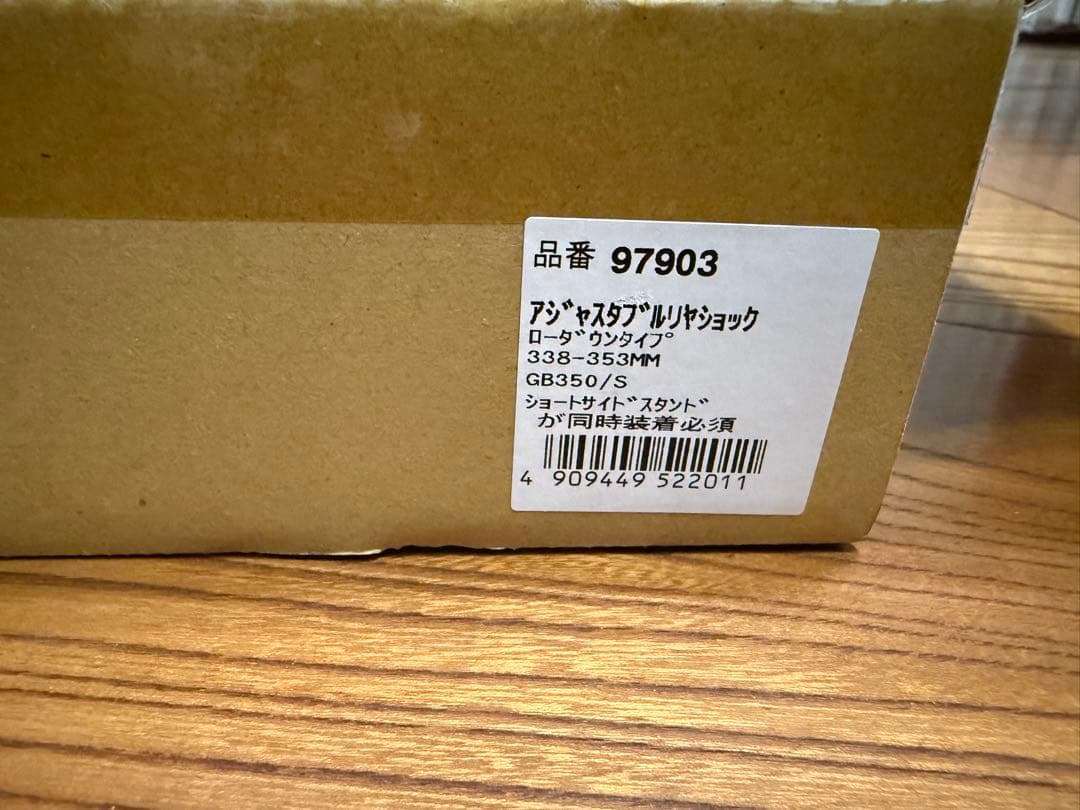 品番 97903
アジャスタブルリヤショック
ローダウンタイプ
338-353MM
GB350/S
ショートサイドスタンド
が同時装着必須
4 909449 522011